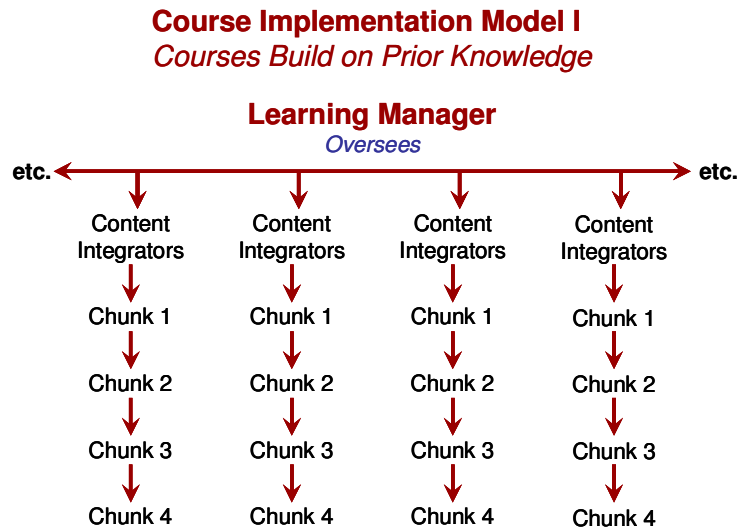 Course Implementation Model I
Courses Build on Prior Knowledge
Learning Manager
Oversees
etc. etc.
Content Content Content Content
Integrators Integrators Integrators Integrators
Chunk 1 Chunk 1 Chunk 1 Chunk 1
Chunk 2 Chunk 2 Chunk 2 Chunk 2
Chunk 3 Chunk 3 Chunk 3 Chunk 3
Chunk 4 Chunk 4 Chunk 4 Chunk 4